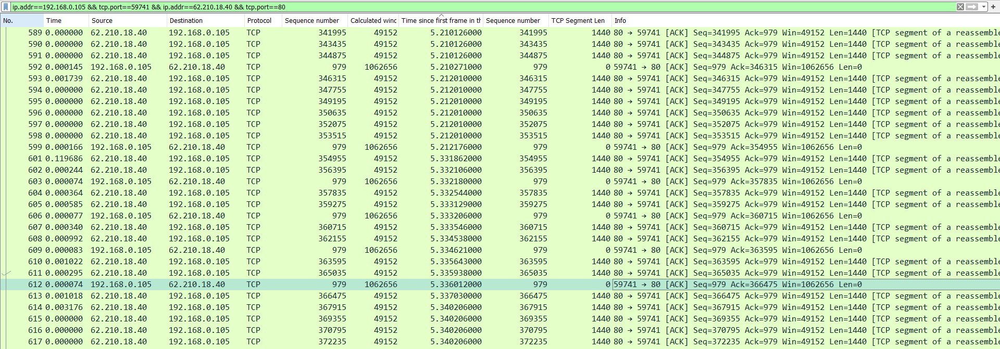 ip.addr==192.168.0.105 && tcp.port==59741 && ip.addr==62.210.18.40 && tcp.port==80
No. Time Source Destination Protocol Sequence number Calculated wind Time since first frame in th Sequence number TCP Segment Len Info
589 0.000000 62.210.18.40 192.168.0.105 TCP 341995 49152 5.210126000 341995 1440 80 → 59741 [ACK] Seq=341995 Ack=979 Win=49152 Len=1440 [TCP segment of a reassemble
590 0.000000 62.210.18.40 192.168.0.105 TCP 343435 49152 5.210126000 343435 1440 80 → 59741 [ACK] Seq=343435 Ack=979 Win=49152 Len=1440 [TCP segment of a reassemble
591 0.000000 62.210.18.40 192.168.0.105 TCP 344875 49152 5.210126000 344875 1440 80 → 59741 [ACK] Seq=344875 Ack=979 Win=49152 Len=1440 [TCP segment of a reassemble
592 0.000145 192.168.0.105 62.210.18.40 TCP 979 1062656 5.210271000 979 0 59741 → 80 [ACK] Seq=979 Ack=346315 Win=1062656 Len=0
593 0.001739 62.210.18.40 192.168.0.105 TCP 346315 49152 5.212010000 346315 1440 80 → 59741 [ACK] Seq=346315 Ack=979 Win=49152 Len=1440 [TCP segment of a reassemble
594 0.000000 62.210.18.40 192.168.0.105 TCP 347755 49152 5.212010000 347755 1440 80 → 59741 [ACK] Seq=347755 Ack=979 Win=49152 Len=1440 [TCP segment of a reassemble
595 0.000000 62.210.18.40 192.168.0.105 TCP 349195 49152 5.212010000 349195 1440 80 → 59741 [ACK] Seq=349195 Ack=979 Win=49152 Len=1440 [TCP segment of a reassemble
596 0.000000 62.210.18.40 192.168.0.105 TCP 350635 49152 5.212010000 350635 1440 80 → 59741 [ACK] Seq=350635 Ack=979 Win=49152 Len=1440 [TCP segment of a reassemble
597 0.000000 62.210.18.40 192.168.0.105 TCP 352075 49152 5.212010000 352075 1440 80 → 59741 [ACK] Seq=352075 Ack=979 Win=49152 Len=1440 [TCP segment of a reassemble
598 0.000000 62.210.18.40 192.168.0.105 TCP 353515 49152 5.212010000 353515 1440 80 → 59741 [ACK] Seq=353515 Ack=979 Win=49152 Len=1440 [TCP segment of a reassemble
599 0.000166 192.168.0.105 62.210.18.40 TCP 979 1062656 5.212176000 979 0 59741 → 80 [ACK] Seq=979 Ack=354955 Win=1062656 Len=0
601 0.119686 62.210.18.40 192.168.0.105 TCP 354955 49152 5.331862000 354955 1440 80 → 59741 [ACK] Seq=354955 Ack=979 Win=49152 Len=1440 [TCP segment of a reassemble
602 0.000244 62.210.18.40 192.168.0.105 TCP 356395 49152 5.332106000 356395 1440 80 → 59741 [ACK] Seq=356395 Ack=979 Win=49152 Len=1440 [TCP segment of a reassemble
603 0.000074 192.168.0.105 62.210.18.40 TCP 979 1062656 5.332180000 979 0 59741 → 80 [ACK] Seq=979 Ack=357835 Win=1062656 Len=0
604 0.000364 62.210.18.40 192.168.0.105 TCP 357835 49152 5.332544000 357835 1440 80 → 59741 [ACK] Seq=357835 Ack=979 Win=49152 Len=1440 [TCP segment of a reassemble
605 0.000585 62.210.18.40 192.168.0.105 TCP 359275 49152 5.333129000 359275 1440 80 → 59741 [ACK] Seq=359275 Ack=979 Win=49152 Len=1440 [TCP segment of a reassemble
606 0.000077 192.168.0.105 62.210.18.40 TCP 979 1062656 5.333206000 979 0 59741 → 80 [ACK] Seq=979 Ack=360715 Win=1062656 Len=0
607 0.000340 62.210.18.40 192.168.0.105 TCP 360715 49152 5.333546000 360715 1440 80 → 59741 [ACK] Seq=360715 Ack=979 Win=49152 Len=1440 [TCP segment of a reassemble
608 0.000992 62.210.18.40 192.168.0.105 TCP 362155 49152 5.334538000 362155 1440 80 → 59741 [ACK] Seq=362155 Ack=979 Win=49152 Len=1440 [TCP segment of a reassemble
609 0.000083 192.168.0.105 62.210.18.40 TCP 979 1062656 5.334621000 979 0 59741 → 80 [ACK] Seq=979 Ack=363595 Win=1062656 Len=0
610 0.001022 62.210.18.40 192.168.0.105 TCP 363595 49152 5.335643000 363595 1440 80 → 59741 [ACK] Seq=363595 Ack=979 Win=49152 Len=1440 [TCP segment of a reassemble
611 0.000295 62.210.18.40 192.168.0.105 TCP 365035 49152 5.335938000 365035 1440 80 → 59741 [ACK] Seq=365035 Ack=979 Win=49152 Len=1440 [TCP segment of a reassemble
612 0.000074 192.168.0.105 62.210.18.40 TCP 979 1062656 5.336012000 979 0 59741 → 80 [ACK] Seq=979 Ack=366475 Win=1062656 Len=0
613 0.001018 62.210.18.40 192.168.0.105 TCP 366475 49152 5.337030000 366475 1440 80 → 59741 [ACK] Seq=366475 Ack=979 Win=49152 Len=1440 [TCP segment of a reassemble
614 0.003176 62.210.18.40 192.168.0.105 TCP 367915 49152 5.340206000 367915 1440 80 → 59741 [ACK] Seq=367915 Ack=979 Win=49152 Len=1440 [TCP segment of a reassemble
615 0.000000 62.210.18.40 192.168.0.105 TCP 369355 49152 5.340206000 369355 1440 80 → 59741 [ACK] Seq=369355 Ack=979 Win=49152 Len=1440 [TCP segment of a reassemble
616 0.000000 62.210.18.40 192.168.0.105 TCP 370795 49152 5.340206000 370795 1440 80 → 59741 [ACK] Seq=370795 Ack=979 Win=49152 Len=1440 [TCP segment of a reassemble
617 0.000000 62.210.18.40 192.168.0.105 TCP 372235 49152 5.340206000 372235 1440 80 → 59741 [ACK] Seq=372235 Ack=979 Win=49152 Len=1440 [TCP segment of a reassemble